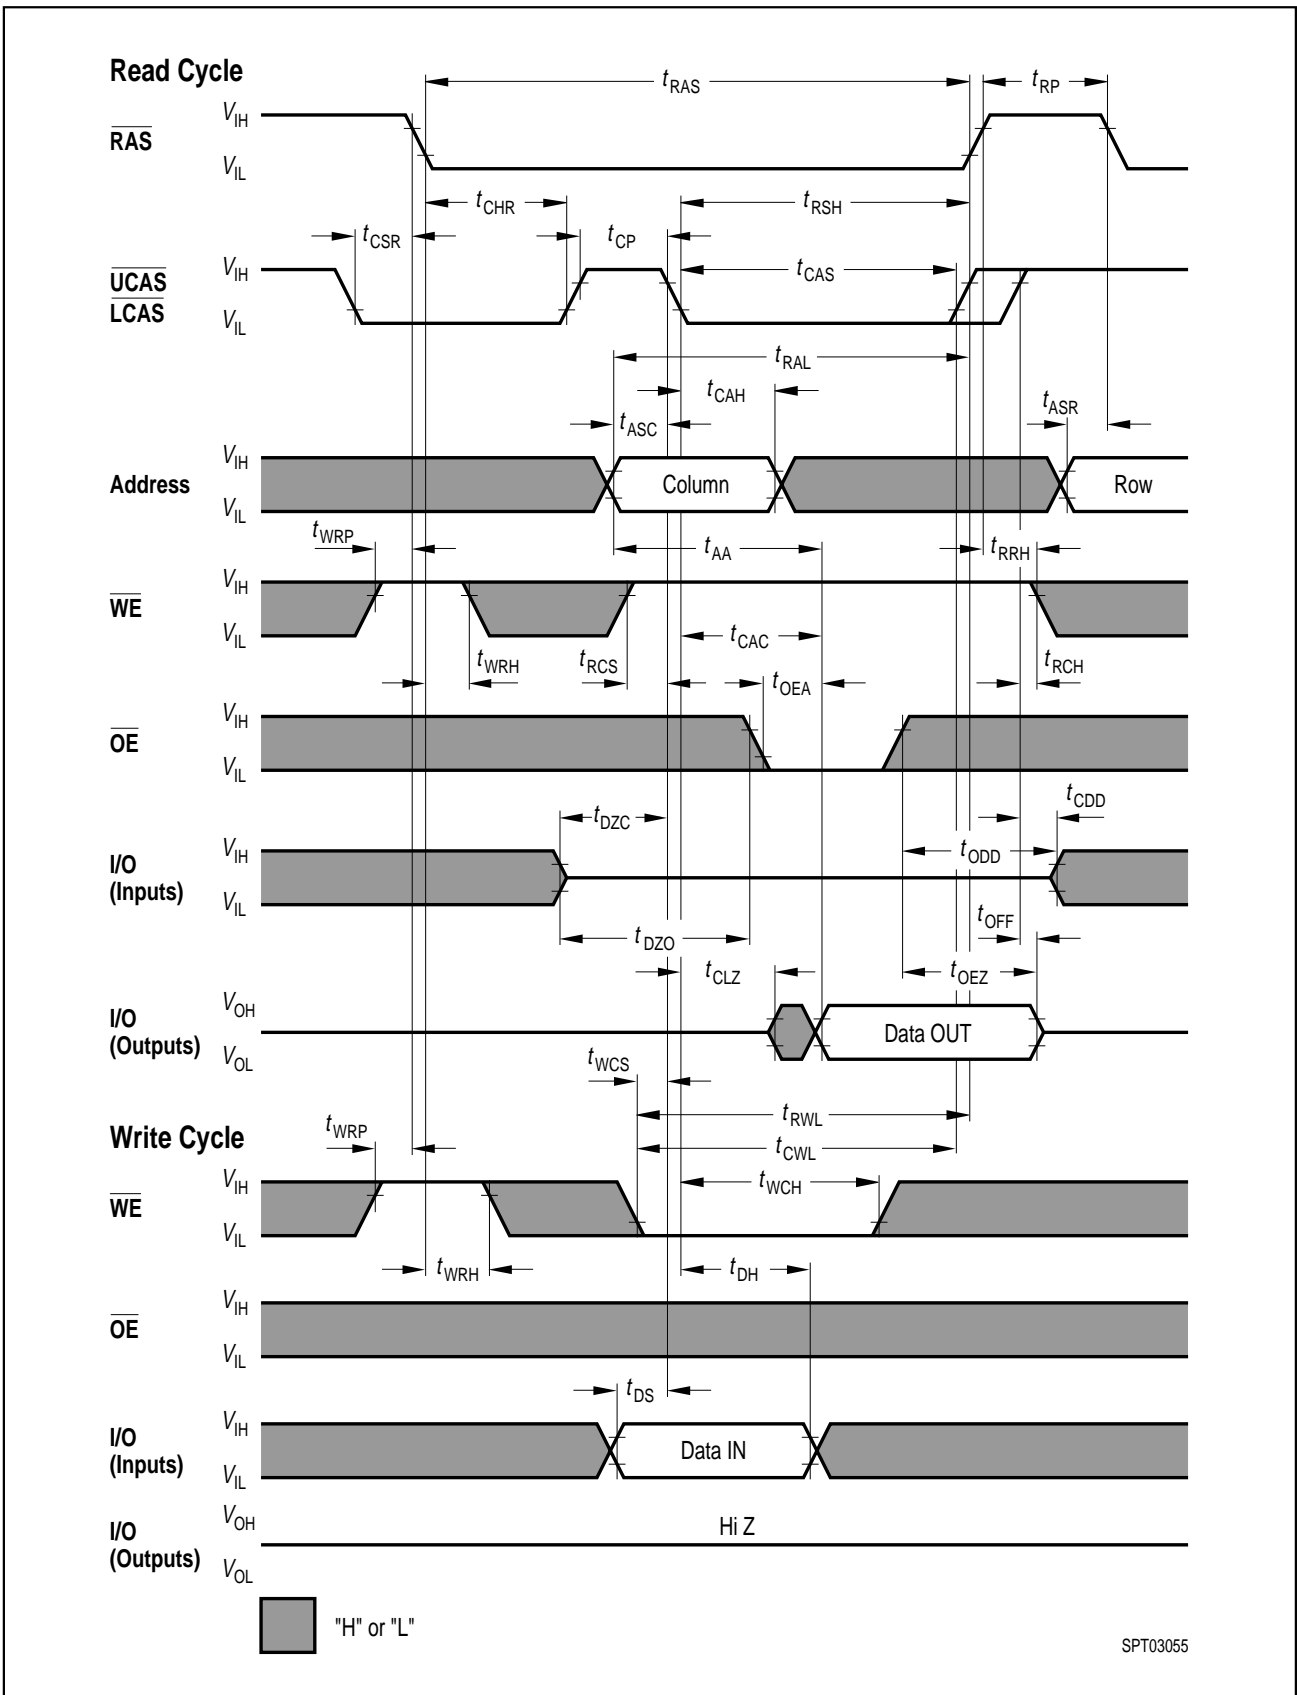 Read Cycle
tRAS
tRP
VIH
RAS
VIL
tCHR
tRSH
tCSR
tCP
VIH
UCAS
LCAS
tCAS
VIL
tRAL
tCAH
tASR
tASC
VIH
Address
Column
Row
VIL
tWRP
tAA
tRRH
VIH
WE
VIL
tCAC
tWRH
tRCS
tRCH
tOEA
VIH
OE
VIL
tCDD
tDZC
tODD
VIH
I/O
(Inputs)
VIL
tOFF
tDZO
tCLZ
tOEZ
VOH
I/O
(Outputs)
Data OUT
VOL
tWCS
tRWL
Write Cycle
tWRP
tCWL
VIH
WE
tWCH
VIL
tWRH
tDH
VIH
OE
VIL
tDS
VIH
I/O
(Inputs)
Data IN
VIL
VOH
I/O
(Outputs)
Hi Z
VOL
"H" or "L"
SPT03055